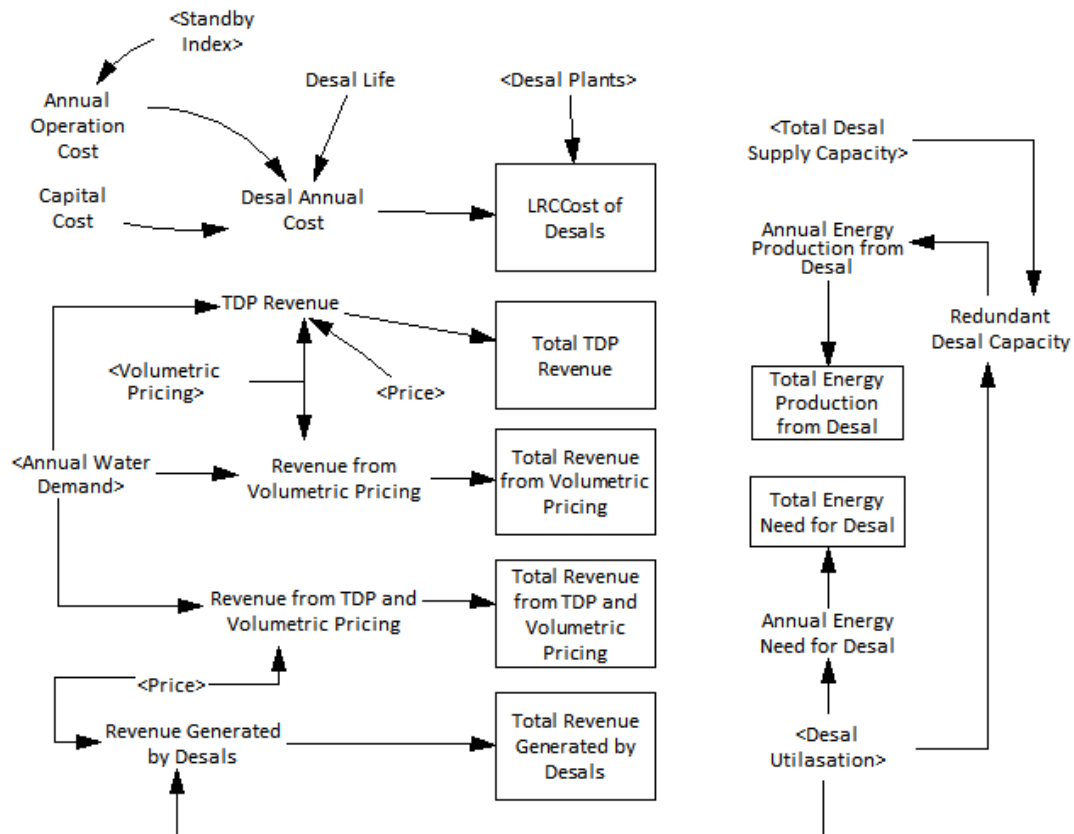 <Standby
Index>
Annual
Operation
Cost
Desal Life
<Desal Plants>
Capital
Cost
Desal Annual
Cost
LRCCost of
Desals
TDP Revenue
Total TDP
Revenue
<Volumetric
Pricing>
<Price>
<Annual Water
Demand>
Revenue from
Volumetric Pricing
Total Revenue
from Volumetric
Pricing
Revenue from TDP and
Volumetric Pricing
Total Revenue
from TDP and
Volumetric
Pricing
<Price>
Revenue Generated
by Desals
Total Revenue
Generated by
Desals
<Total Desal
Supply Capacity>
Annual Energy
Production from
Desal
Redundant
Desal Capacity
Total Energy
Production
from Desal
Total Energy
Need for Desal
Annual Energy
Need for Desal
<Desal
Utilasation>